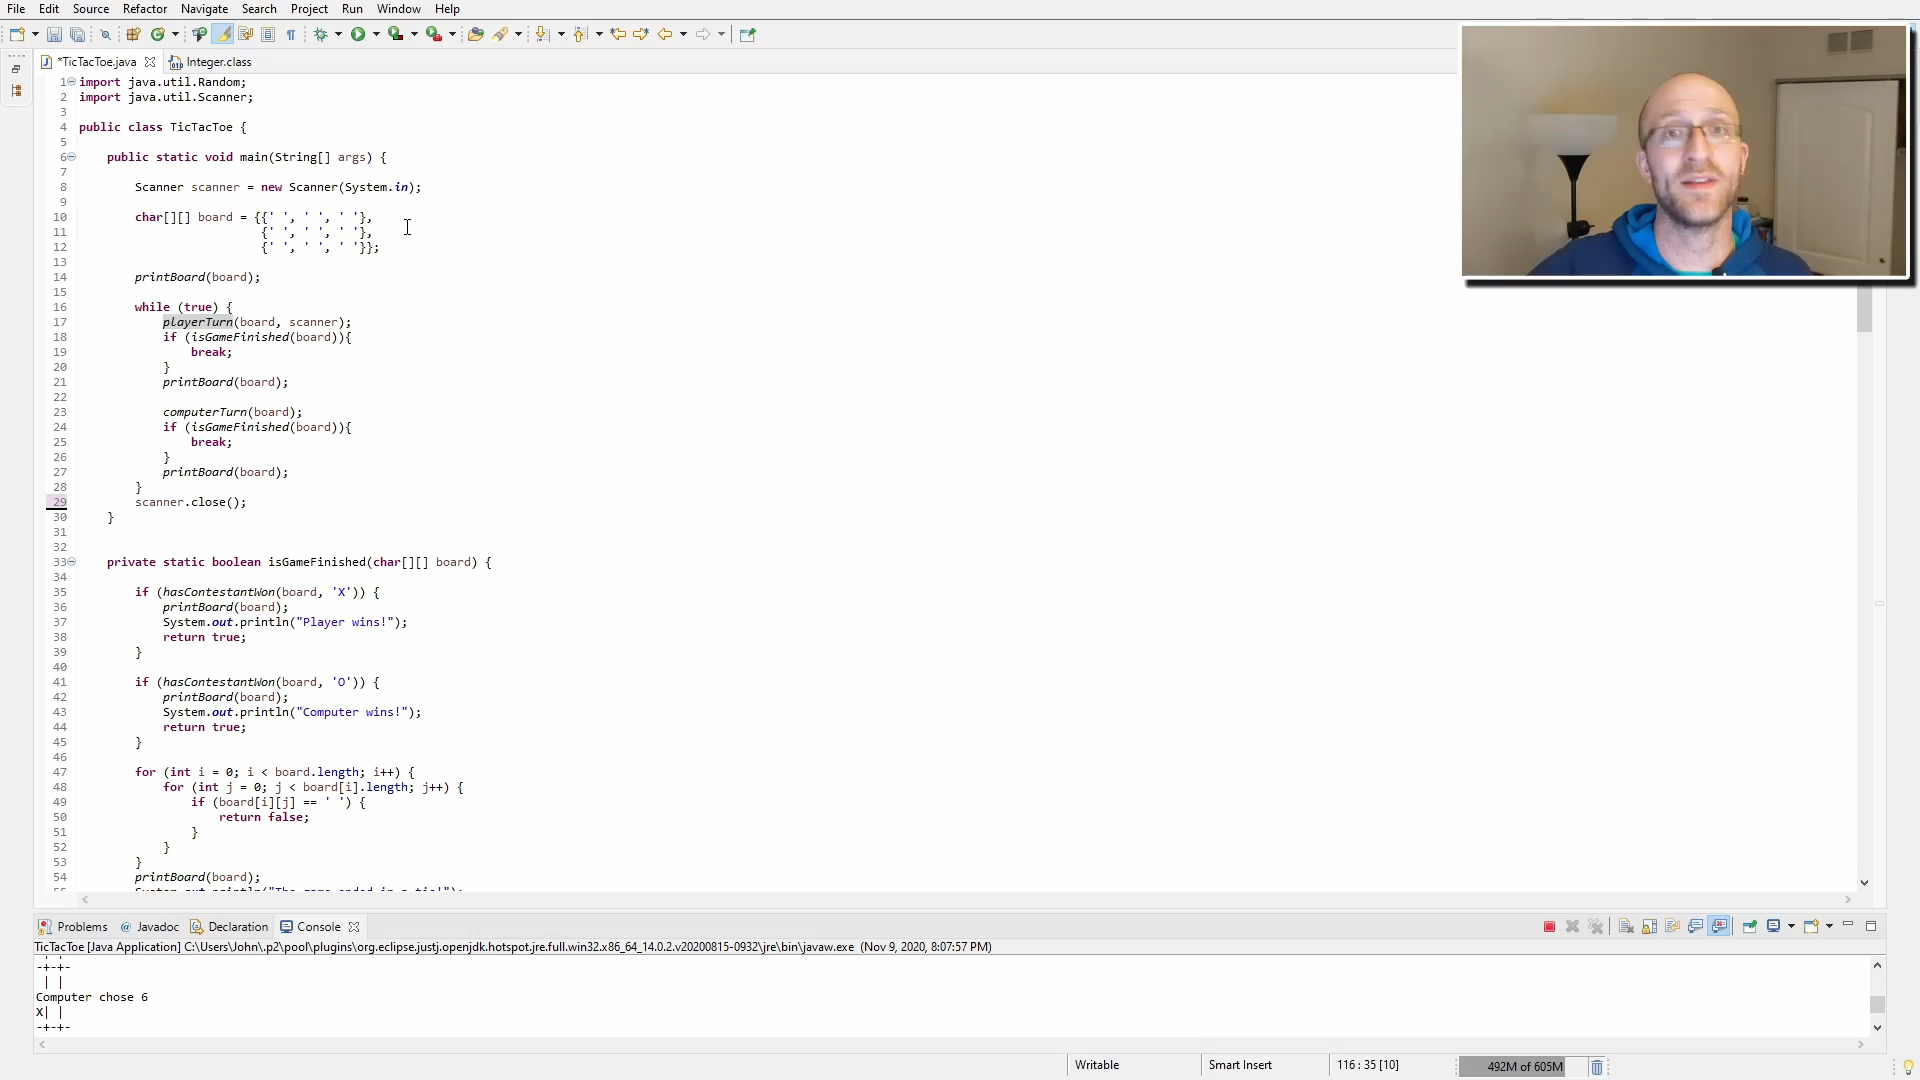 File Edit Source Refactor Navigate Search Project Run Window Help
*TicTacToe.java Integer.class
1 import java.util.Random;
2 import java.util.Scanner;
3
4 public class TicTacToe {
5
6 public static void main(String[] args) {
7
8 Scanner scanner = new Scanner(System.in);
9
10 char[][] board = {{' ', ' ', ' '},
11 {' ', ' ', ' '},
12 {' ', ' ', ' '}};
13
14 printBoard(board);
15
16 while (true) {
17 playerTurn(board, scanner);
18 if (isGameFinished(board)){
19 break;
20 }
21 printBoard(board);
22
23 computerTurn(board);
24 if (isGameFinished(board)){
25 break;
26 }
27 printBoard(board);
28 }
29 scanner.close();
30 }
31
32
33 private static boolean isGameFinished(char[][] board) {
34
35 if (hasContestantWon(board, 'X')) {
36 printBoard(board);
37 System.out.println("Player wins!");
38 return true;
39 }
40
41 if (hasContestantWon(board, 'O')) {
42 printBoard(board);
43 System.out.println("Computer wins!");
44 return true;
45 }
46
47 for (int i = 0; i < board.length; i++) {
48 for (int j = 0; j < board[i].length; j++) {
49 if (board[i][j] == ' ') {
50 return false;
51 }
52 }
53 }
54 printBoard(board);
55 System.out.println("The game ended in a tie!");
Problems @ Javadoc Declaration Console
TicTacToe [Java Application] C:\Users\John\.p2\pool\plugins\org.eclipse.justj.openjdk.hotspot.jre.full.win32.x86_64_14.0.2.v20200815-0932\jre\bin\javaw.exe (Nov 9, 2020, 8:07:57 PM)
-+-+-
| |
Computer chose 6
X| |
-+-+-
Writable Smart Insert 116 : 35 [10] 492M of 605M